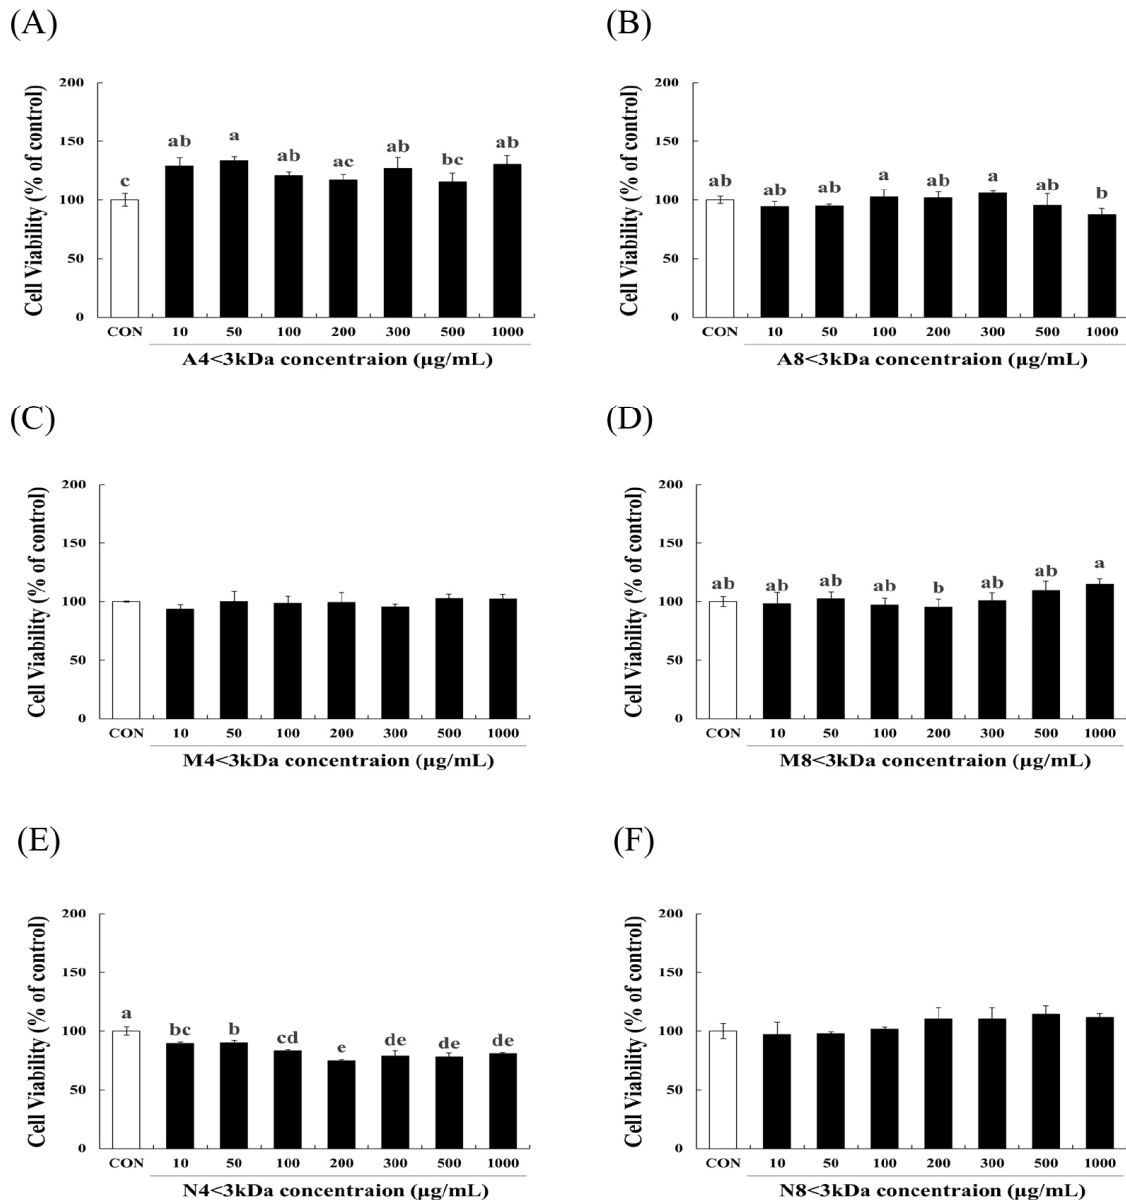 (A)
Cell Viability (% of control)
200
150
100
50
0
c
ab
a
ab
ac
ab
bc
ab
CON 10 50 100 200 300 500 1000
A4<3kDa concentraion (μg/mL)
(B)
Cell Viability (% of control)
200
150
100
50
0
ab
ab
ab
a
ab
a
ab
b
CON 10 50 100 200 300 500 1000
A8<3kDa concentraion (μg/mL)
(C)
Cell Viability (% of control)
200
150
100
50
0
CON 10 50 100 200 300 500 1000
M4<3kDa concentraion (μg/mL)
(D)
Cell Viability (% of control)
200
150
100
50
0
ab
ab
ab
ab
b
ab
ab
a
CON 10 50 100 200 300 500 1000
M8<3kDa concentraion (μg/mL)
(E)
Cell Viability (% of control)
200
150
100
50
0
a
bc
b
cd
e
de
de
de
CON 10 50 100 200 300 500 1000
N4<3kDa concentraion (μg/mL)
(F)
Cell Viability (% of control)
200
150
100
50
0
CON 10 50 100 200 300 500 1000
N8<3kDa concentraion (μg/mL)